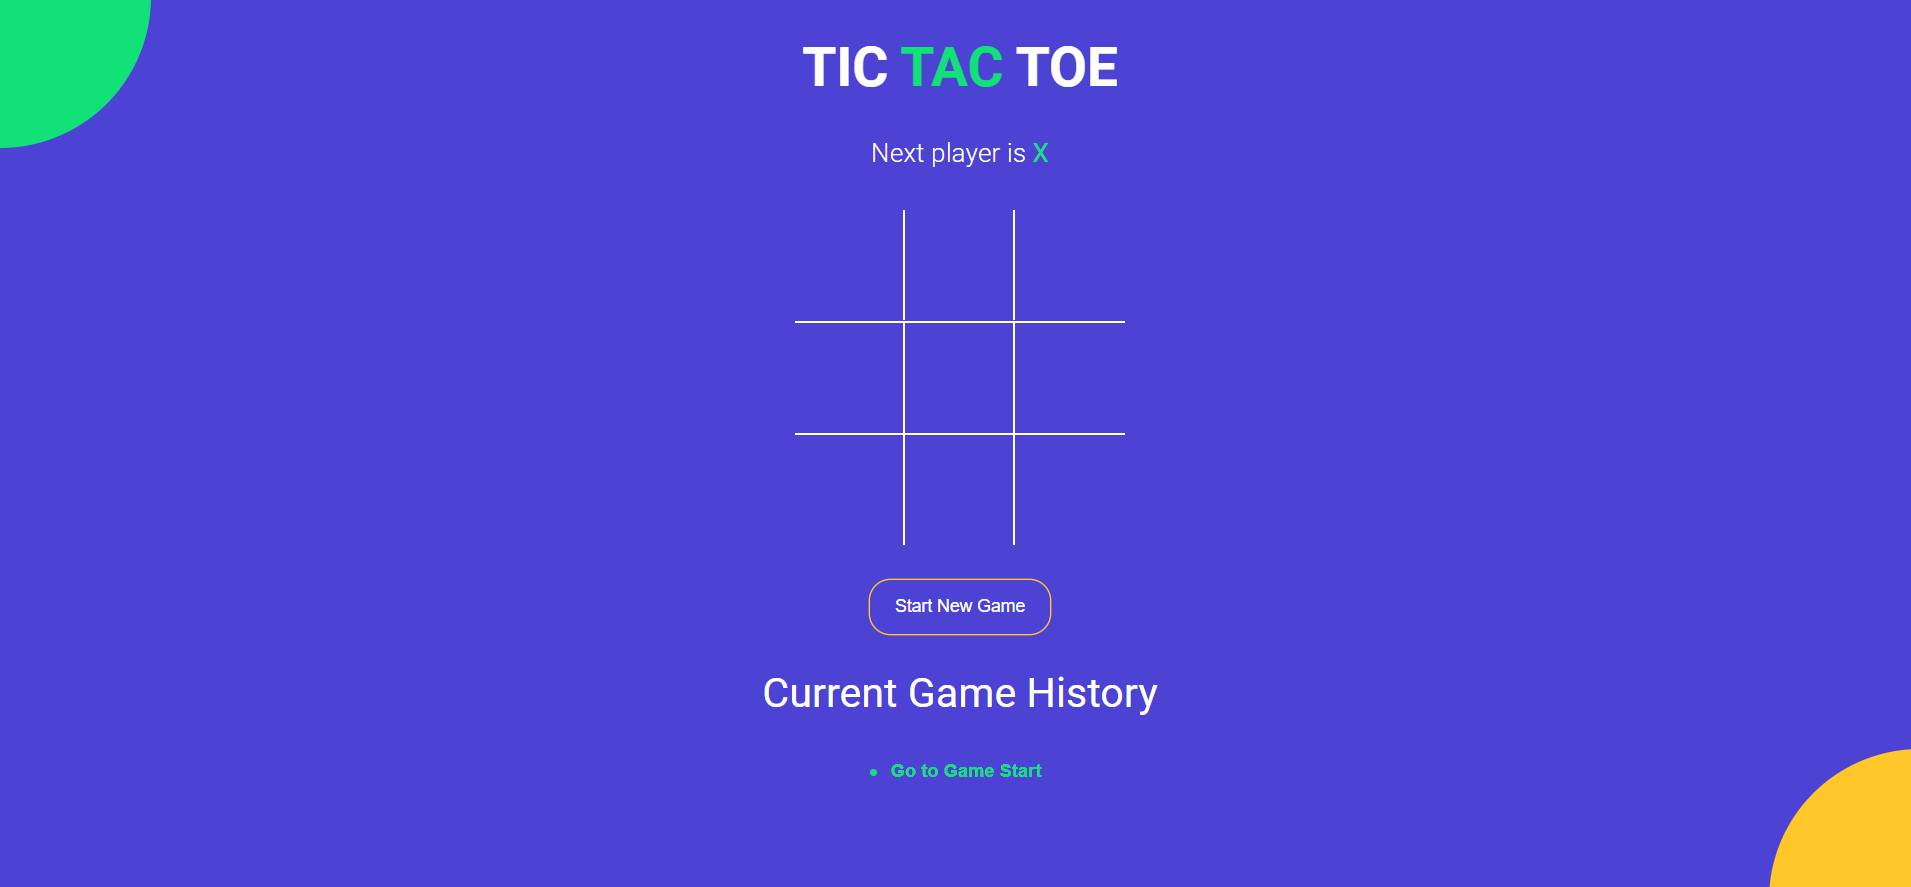 TIC TAC TOE
Next player is X
Start New Game
Current Game History
Go to Game Start